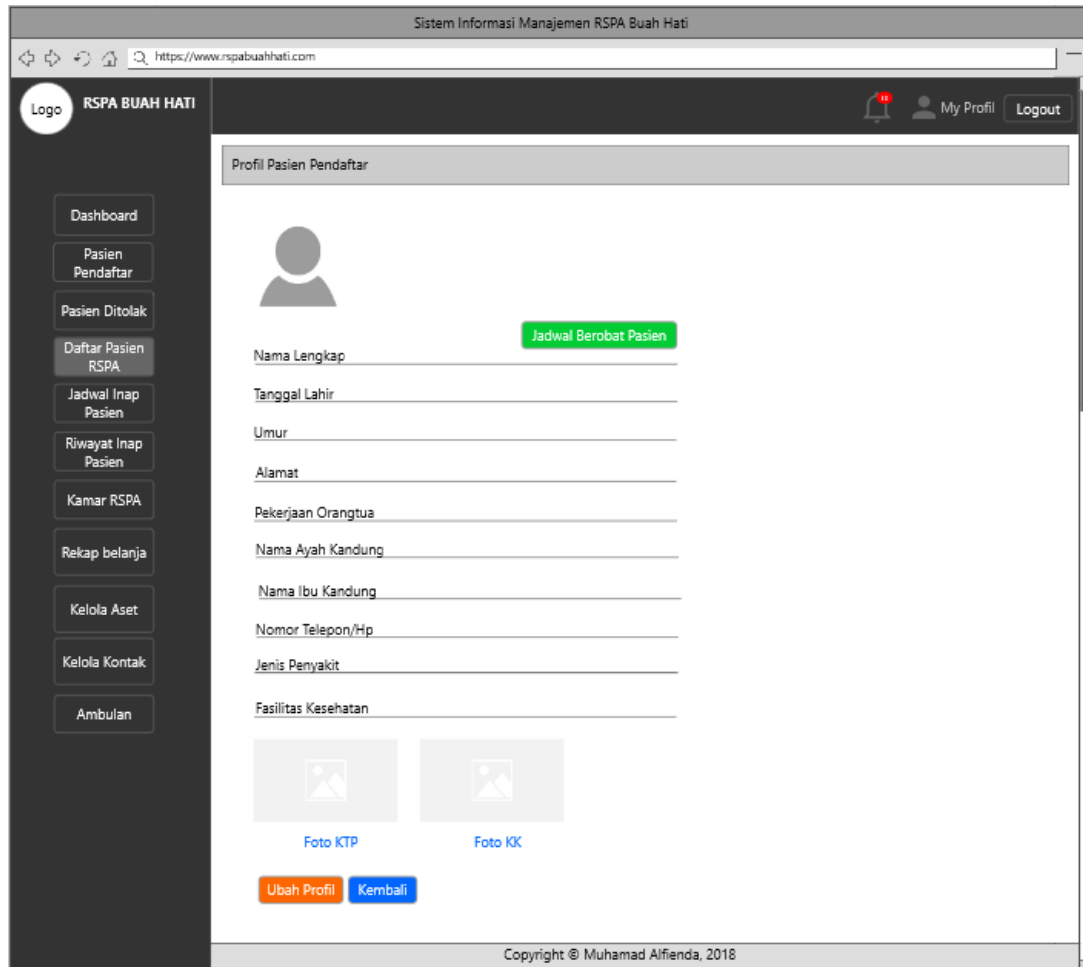 Sistem Informasi Manajemen RSPA Buah Hati
https://www.rspabuahhati.com
Logo
RSPA BUAH HATI
My Profil
Logout
Profil Pasien Pendaftar
Dashboard
Pasien
Pendaftar
Pasien Ditolak
Daftar Pasien
RSPA
Jadwal Inap
Pasien
Riwayat Inap
Pasien
Kamar RSPA
Rekap belanja
Kelola Aset
Kelola Kontak
Ambulan
Jadwal Berobat Pasien
Nama Lengkap
Tanggal Lahir
Umur
Alamat
Pekerjaan Orangtua
Nama Ayah Kandung
Nama Ibu Kandung
Nomor Telepon/Hp
Jenis Penyakit
Fasilitas Kesehatan
Foto KTP
Foto KK
Ubah Profil
Kembali
Copyright © Muhamad Alfienda, 2018